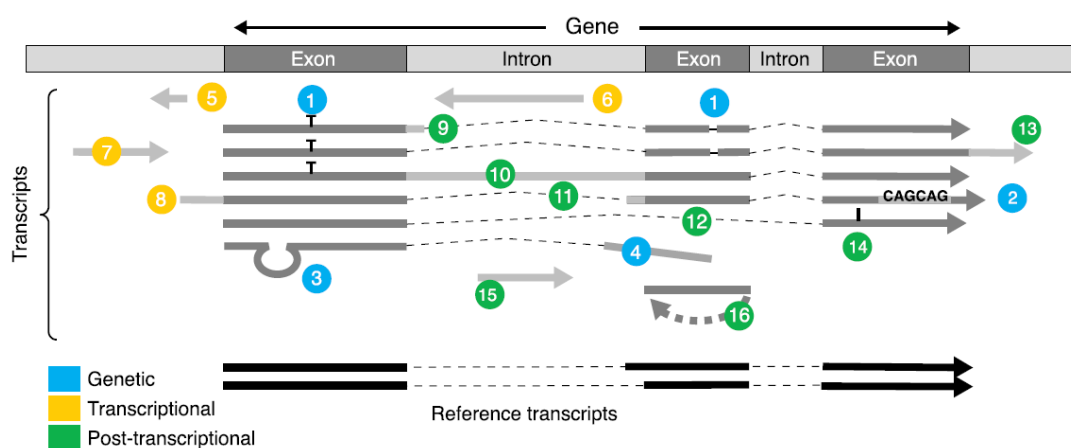 Gene
Exon Intron Exon Intron Exon
5 1 6 1
T
9 13
7 T
T 10
8 11 CAGCAG 2
12
14
4
3
15
16
Transcripts
Genetic
Transcriptional
Reference transcripts
Post-transcriptional